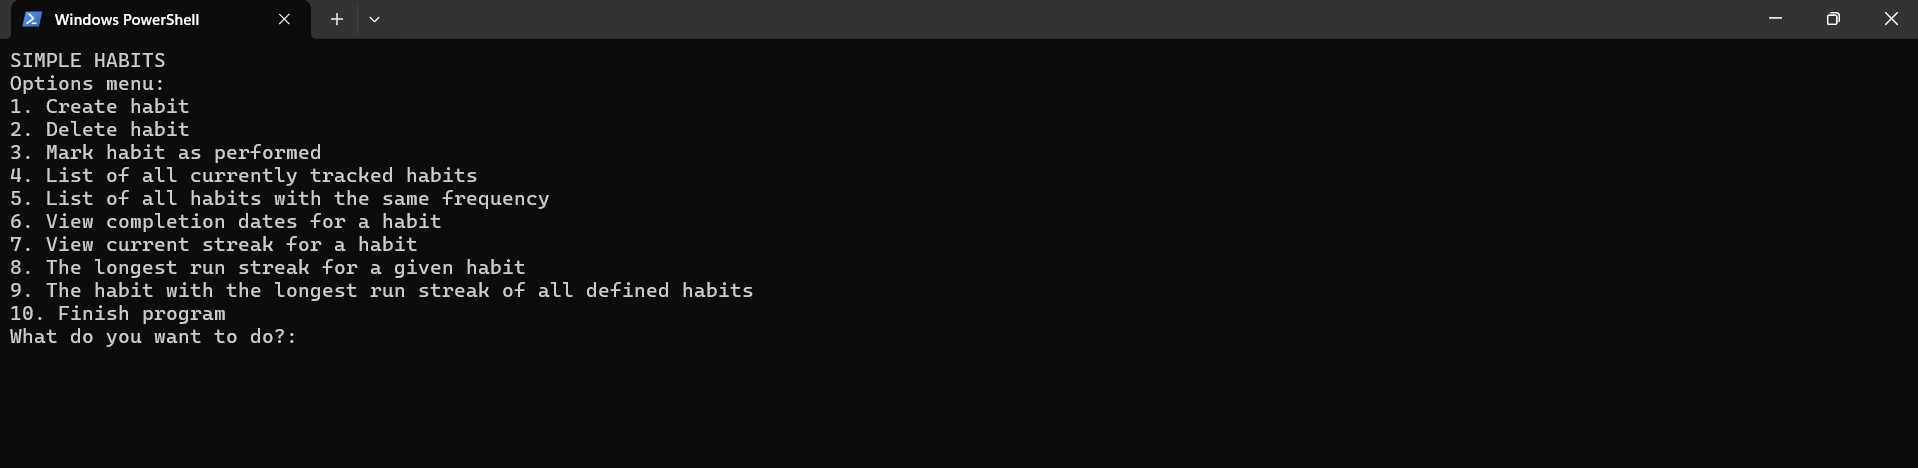 Windows PowerShell
SIMPLE HABITS
Options menu:
1. Create habit
2. Delete habit
3. Mark habit as performed
4. List of all currently tracked habits
5. List of all habits with the same frequency
6. View completion dates for a habit
7. View current streak for a habit
8. The longest run streak for a given habit
9. The habit with the longest run streak of all defined habits
10. Finish program
What do you want to do?: